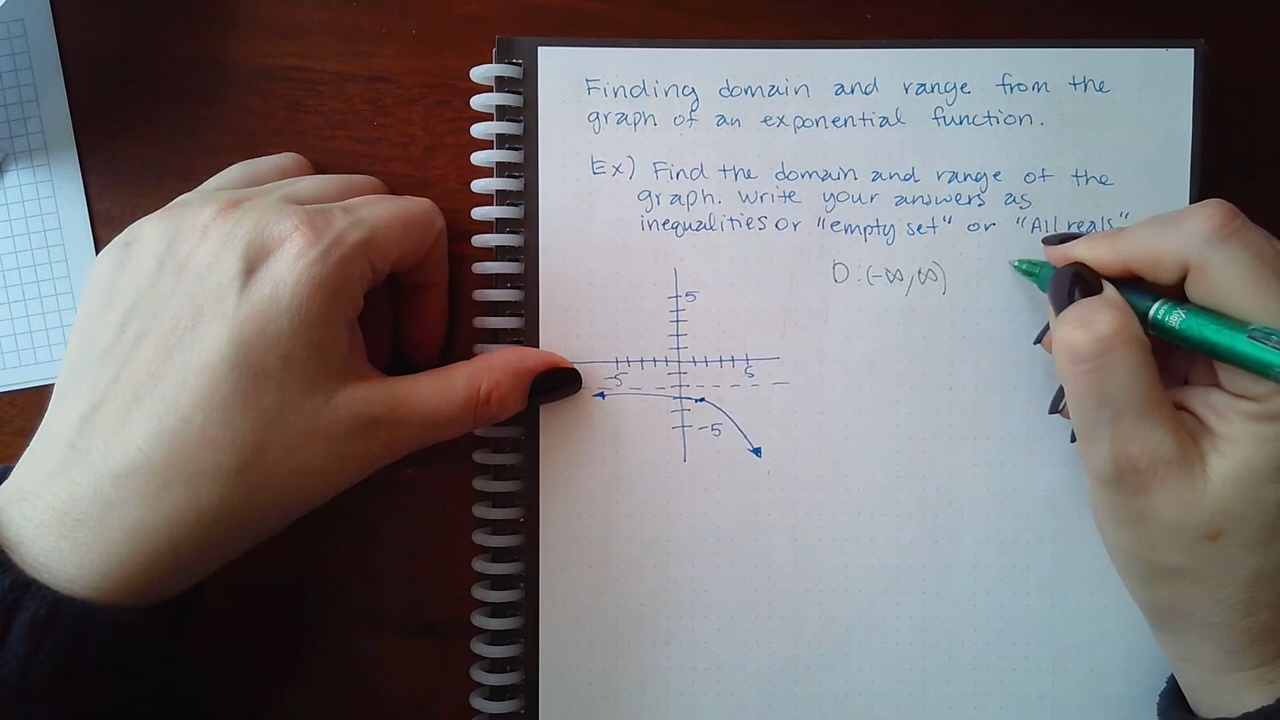 Finding domain and range from the
graph of an exponential function.
Ex) Find the domain and range of the
graph. Write your answers as
inequalities or "empty set" or "All reals"
D:(-∞,∞)
5
-5
5
-5